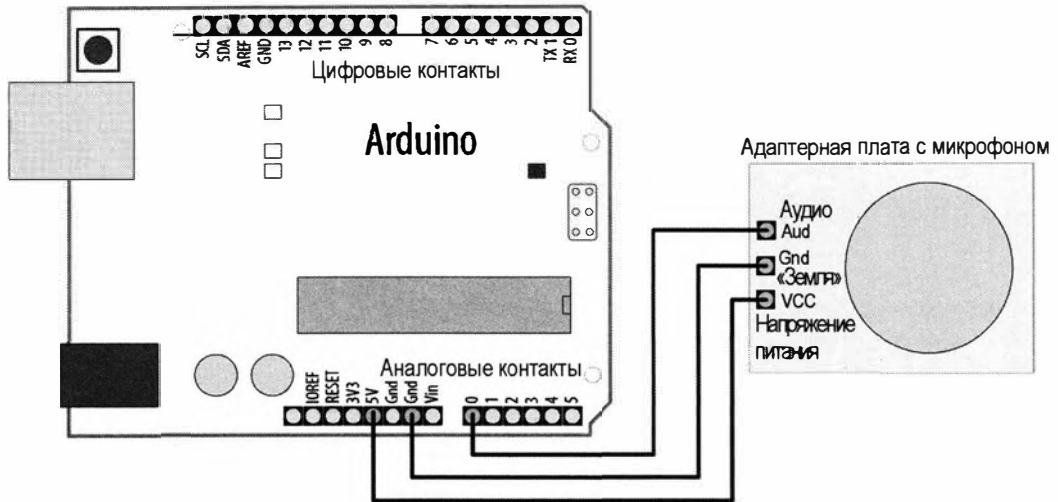 SCL SDA AREF GND 13 12 11 10 9 8 7 6 5 4 3 2 TX 1 RX 0
Цифровые контакты
Arduino
Адаптерная плата с микрофоном
Аудио
Aud
Gnd
«Земля»
VCC
Напряжение
питания
Аналоговые контакты
IOREF RESET 3V3 5V Gnd Gnd Vin 0 1 2 3 4 5